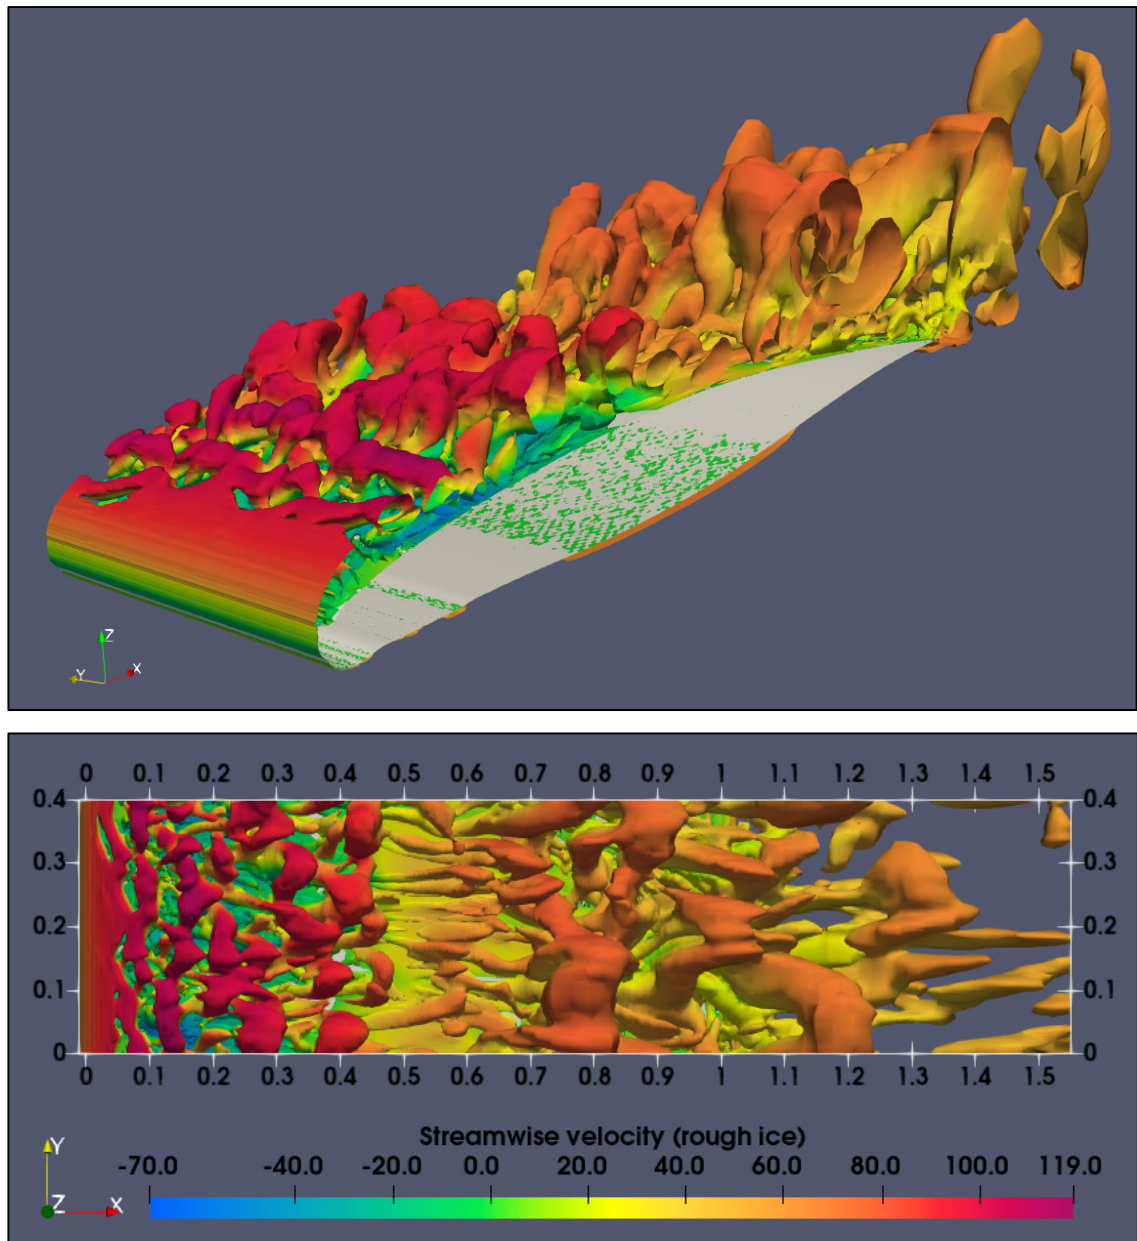 Z
Y X
0 0.1 0.2 0.3 0.4 0.5 0.6 0.7 0.8 0.9 1 1.1 1.2 1.3 1.4 1.5
0.4 0.4
0.3 0.3
0.2 0.2
0.1 0.1
0 0
0 0.1 0.2 0.3 0.4 0.5 0.6 0.7 0.8 0.9 1 1.1 1.2 1.3 1.4 1.5
Streamwise velocity (rough ice)
Y
-70.0 -40.0 -20.0 0.0 20.0 40.0 60.0 80.0 100.0 119.0
Z X